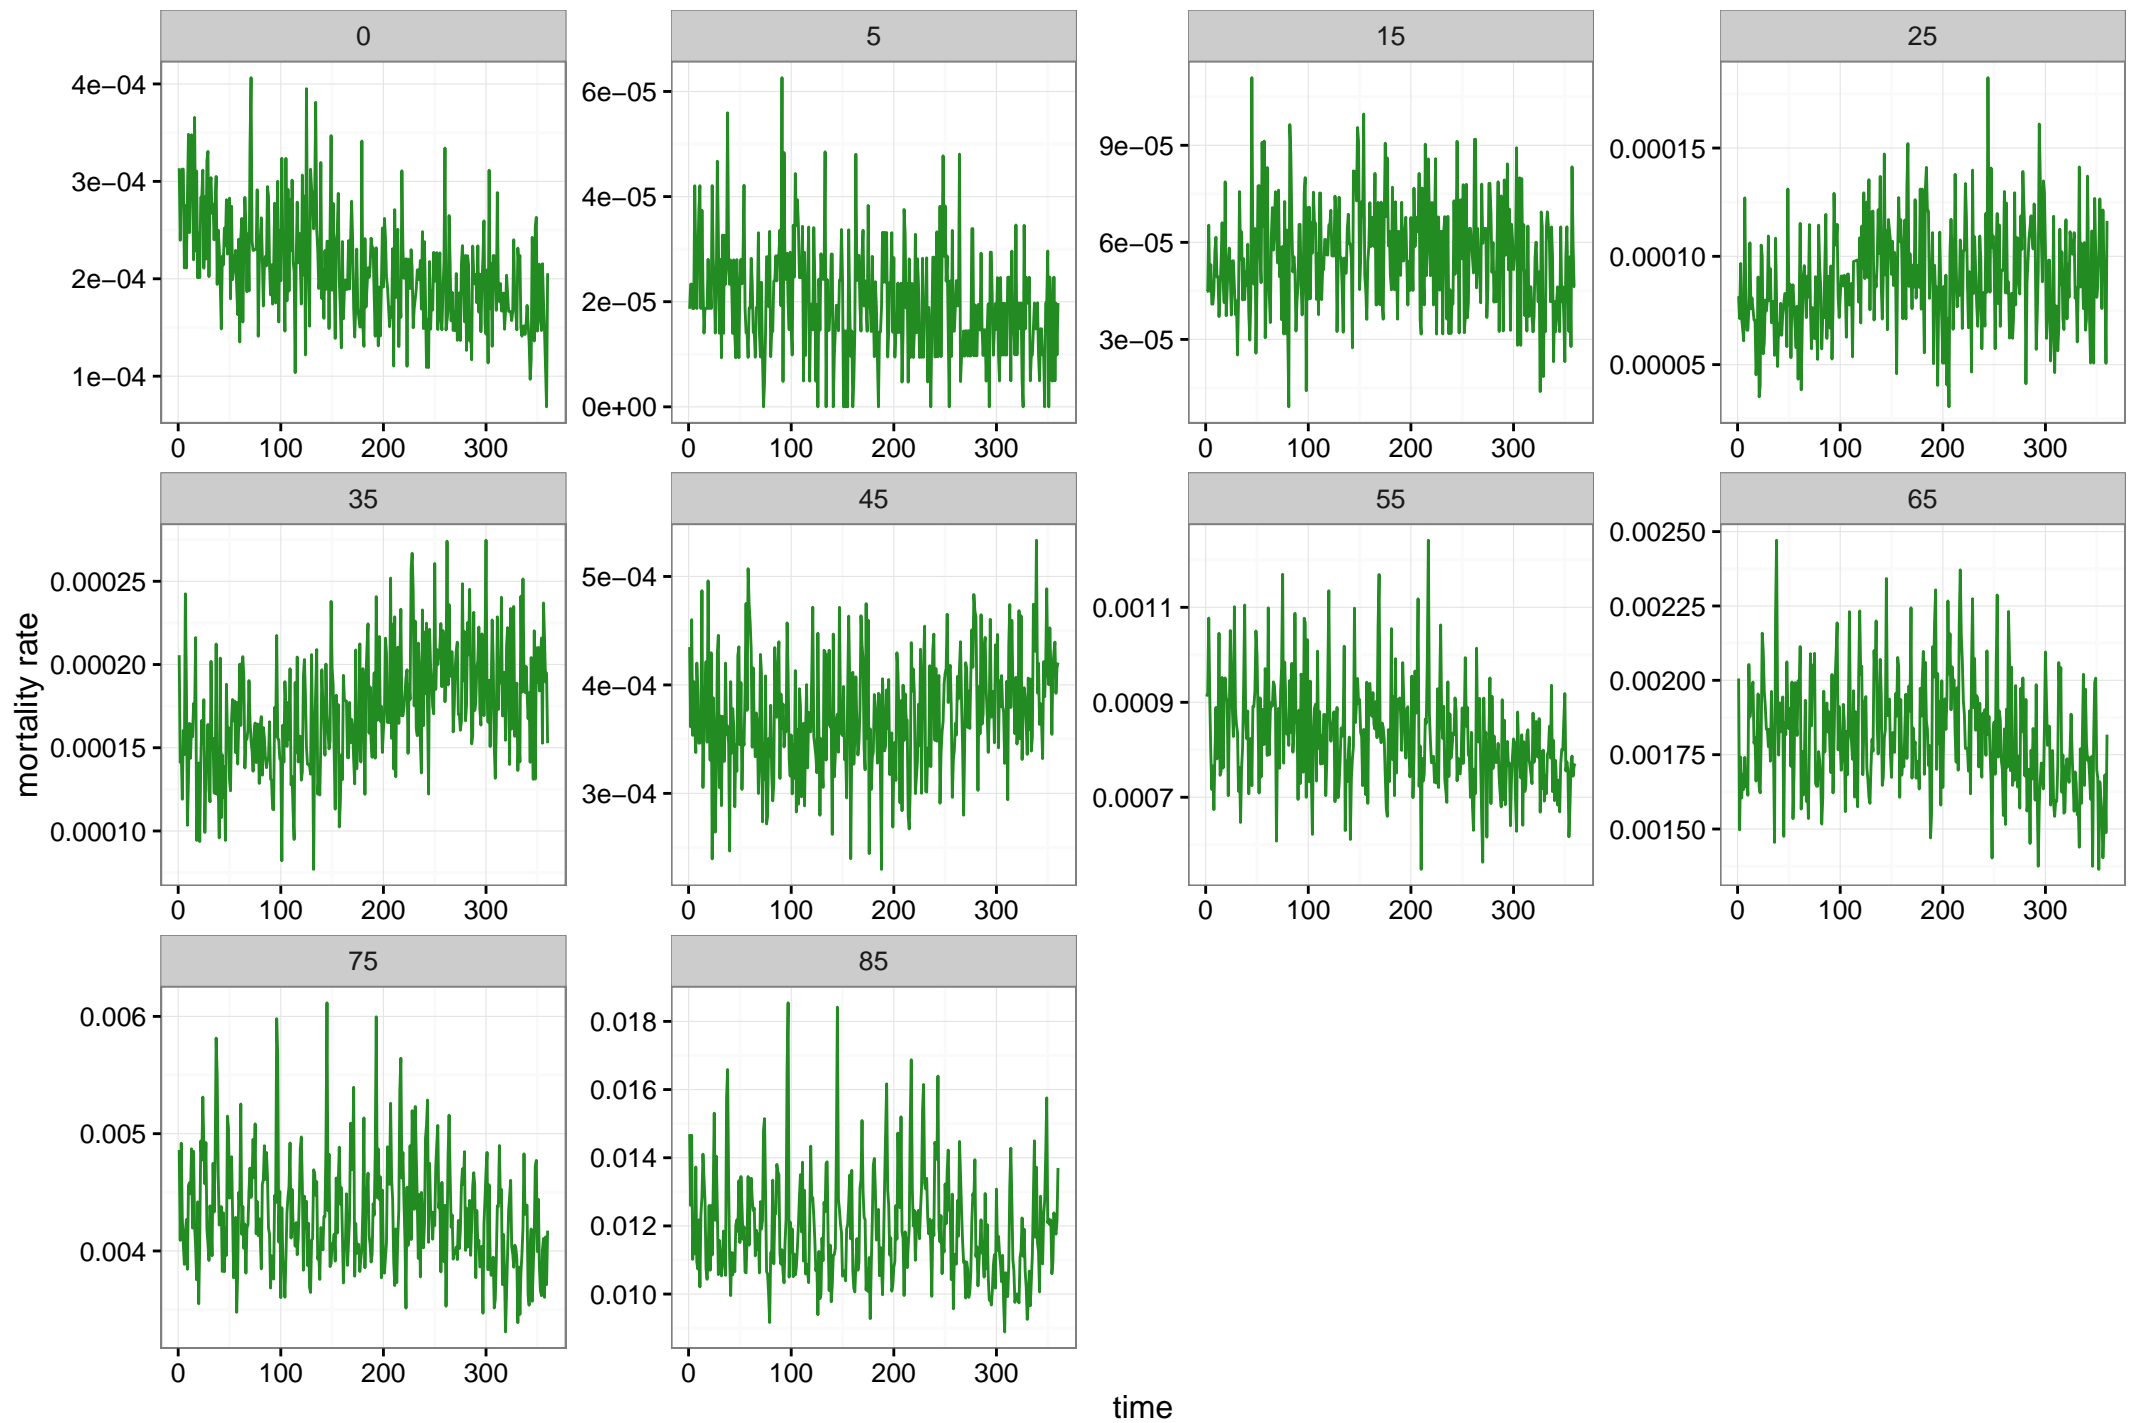 0 5 15 25
4e−04
3e−04
2e−04
1e−04
0 100 200 300
6e−05
4e−05
2e−05
0e+00
0 100 200 300
9e−05
6e−05
3e−05
0 100 200 300
0.00015
0.00010
0.00005
0 100 200 300
35 45 55 65
0.00025
0.00020
0.00015
0.00010
0 100 200 300
5e−04
4e−04
3e−04
0 100 200 300
0.0011
0.0009
0.0007
0 100 200 300
0.00250
0.00225
0.00200
0.00175
0.00150
0 100 200 300
75 85
0.006
0.005
0.004
0 100 200 300
0.018
0.016
0.014
0.012
0.010
0 100 200 300
mortality rate
time